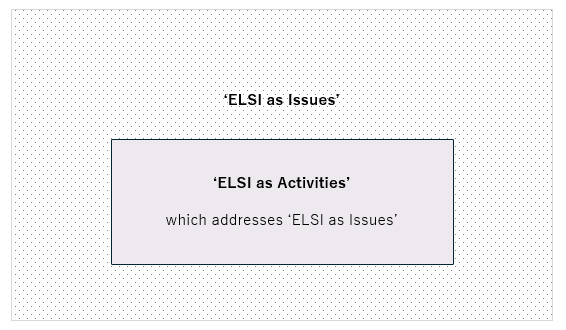 ‘ELSI as Issues’
‘ELSI as Activities’
which addresses ‘ELSI as Issues’